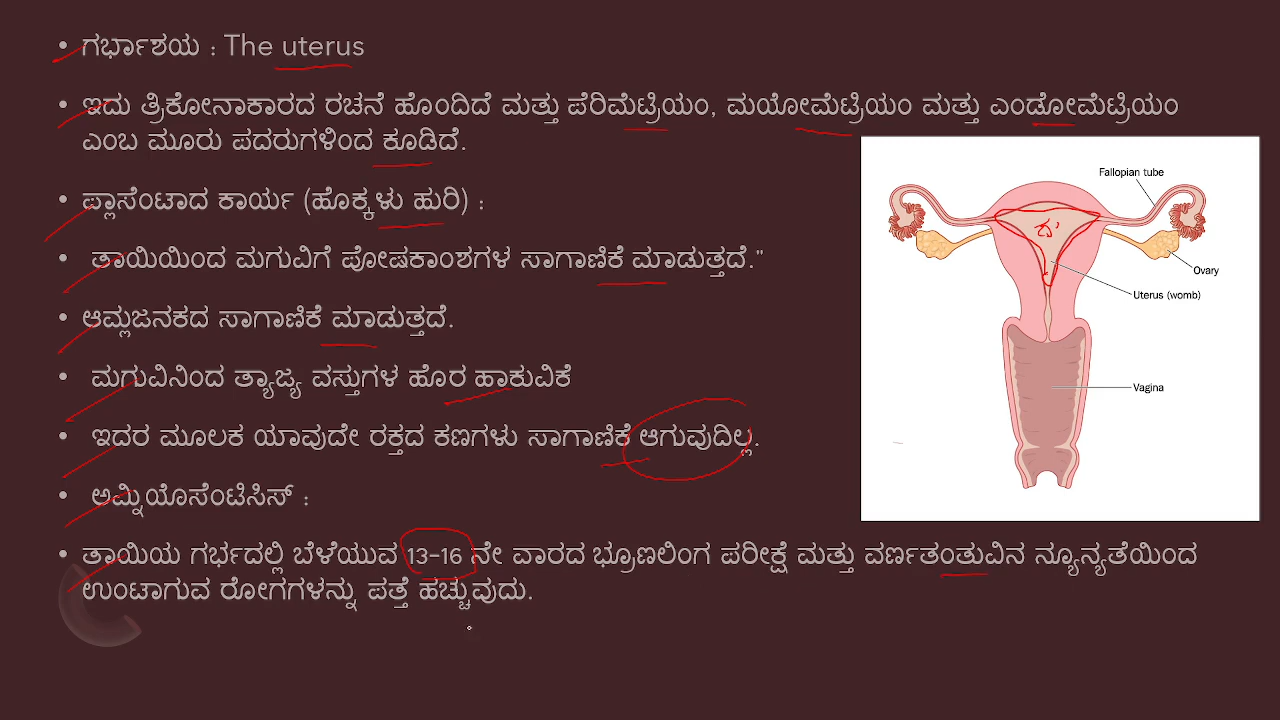 • ಗರ್ಭಾಶಯ : The uterus
• ಇದು ತ್ರಿಕೋನಾಕಾರದ ರಚನೆ ಹೊಂದಿದೆ ಮತ್ತು ಪೆರಿಮೆಟ್ರಿಯಂ, ಮಯೋಮೆಟ್ರಿಯಂ ಮತ್ತು ಎಂಡೋಮೆಟ್ರಿಯಂ
ಎಂಬ ಮೂರು ಪದರುಗಳಿಂದ ಕೂಡಿದೆ.
• ಪ್ಲಾಸೆಂಟಾದ ಕಾರ್ಯ (ಹೊಕ್ಕಳು ಹುರಿ) :
• ತಾಯಿಯಿಂದ ಮಗುವಿಗೆ ಪೋಷಕಾಂಶಗಳ ಸಾಗಾಣಿಕೆ ಮಾಡುತ್ತದೆ."
• ಆಮ್ಲಜನಕದ ಸಾಗಾಣಿಕೆ ಮಾಡುತ್ತದೆ.
• ಮಗುವಿನಿಂದ ತ್ಯಾಜ್ಯ ವಸ್ತುಗಳ ಹೊರ ಹಾಕುವಿಕೆ
• ಇದರ ಮೂಲಕ ಯಾವುದೇ ರಕ್ತದ ಕಣಗಳು ಸಾಗಾಣಿಕೆ ಆಗುವುದಿಲ್ಲ.
• ಅಮ್ನಿಯೊಸೆಂಟಿಸಿಸ್ :
• ತಾಯಿಯ ಗರ್ಭದಲ್ಲಿ ಬೆಳೆಯುವ 13-16 ನೇ ವಾರದ ಭ್ರೂಣಲಿಂಗ ಪರೀಕ್ಷೆ ಮತ್ತು ವರ್ಣತಂತುವಿನ ನ್ಯೂನ್ಯತೆಯಿಂದ
ಉಂಟಾಗುವ ರೋಗಗಳನ್ನು ಪತ್ತೆ ಹಚ್ಚುವುದು.
Fallopian tube
Ovary
Uterus (womb)
Vagina